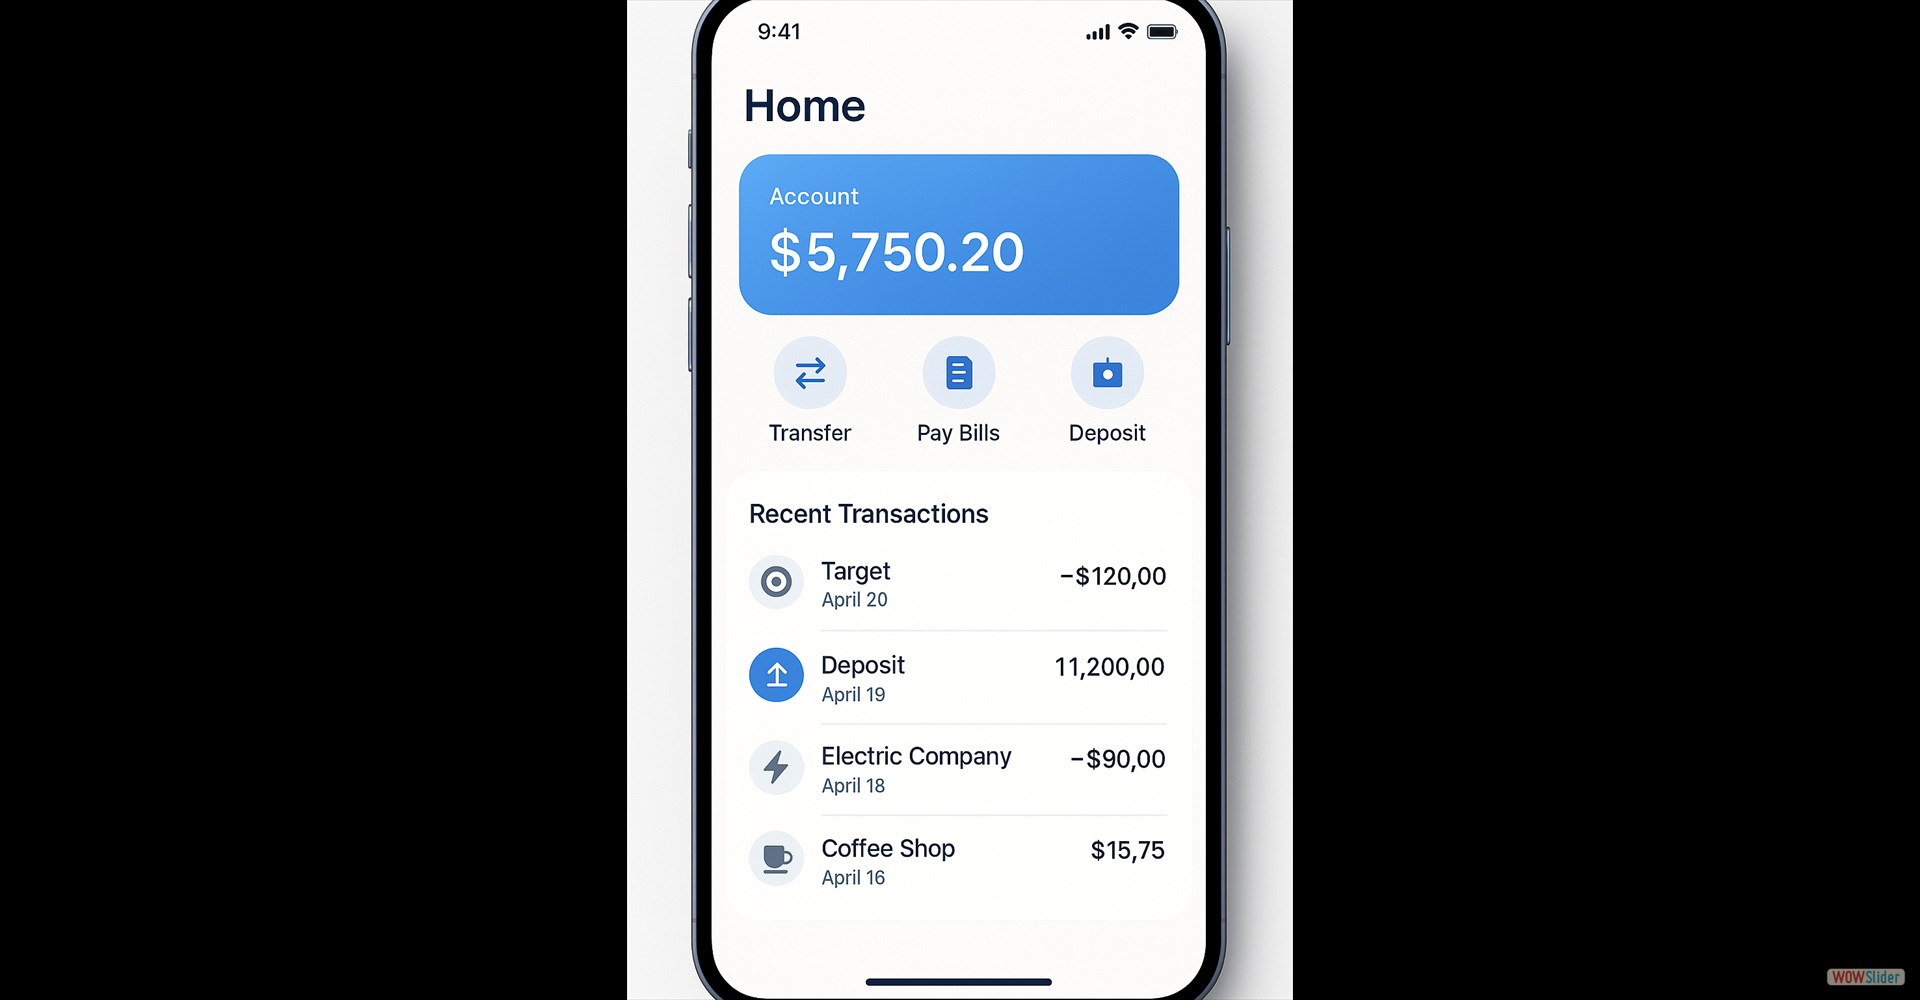 9:41
Home
Account
$5,750.20
Transfer Pay Bills Deposit
Recent Transactions
Target
April 20
−$120,00
Deposit
April 19
11,200,00
Electric Company
April 18
−$90,00
Coffee Shop
April 16
$15,75
WOWSlider